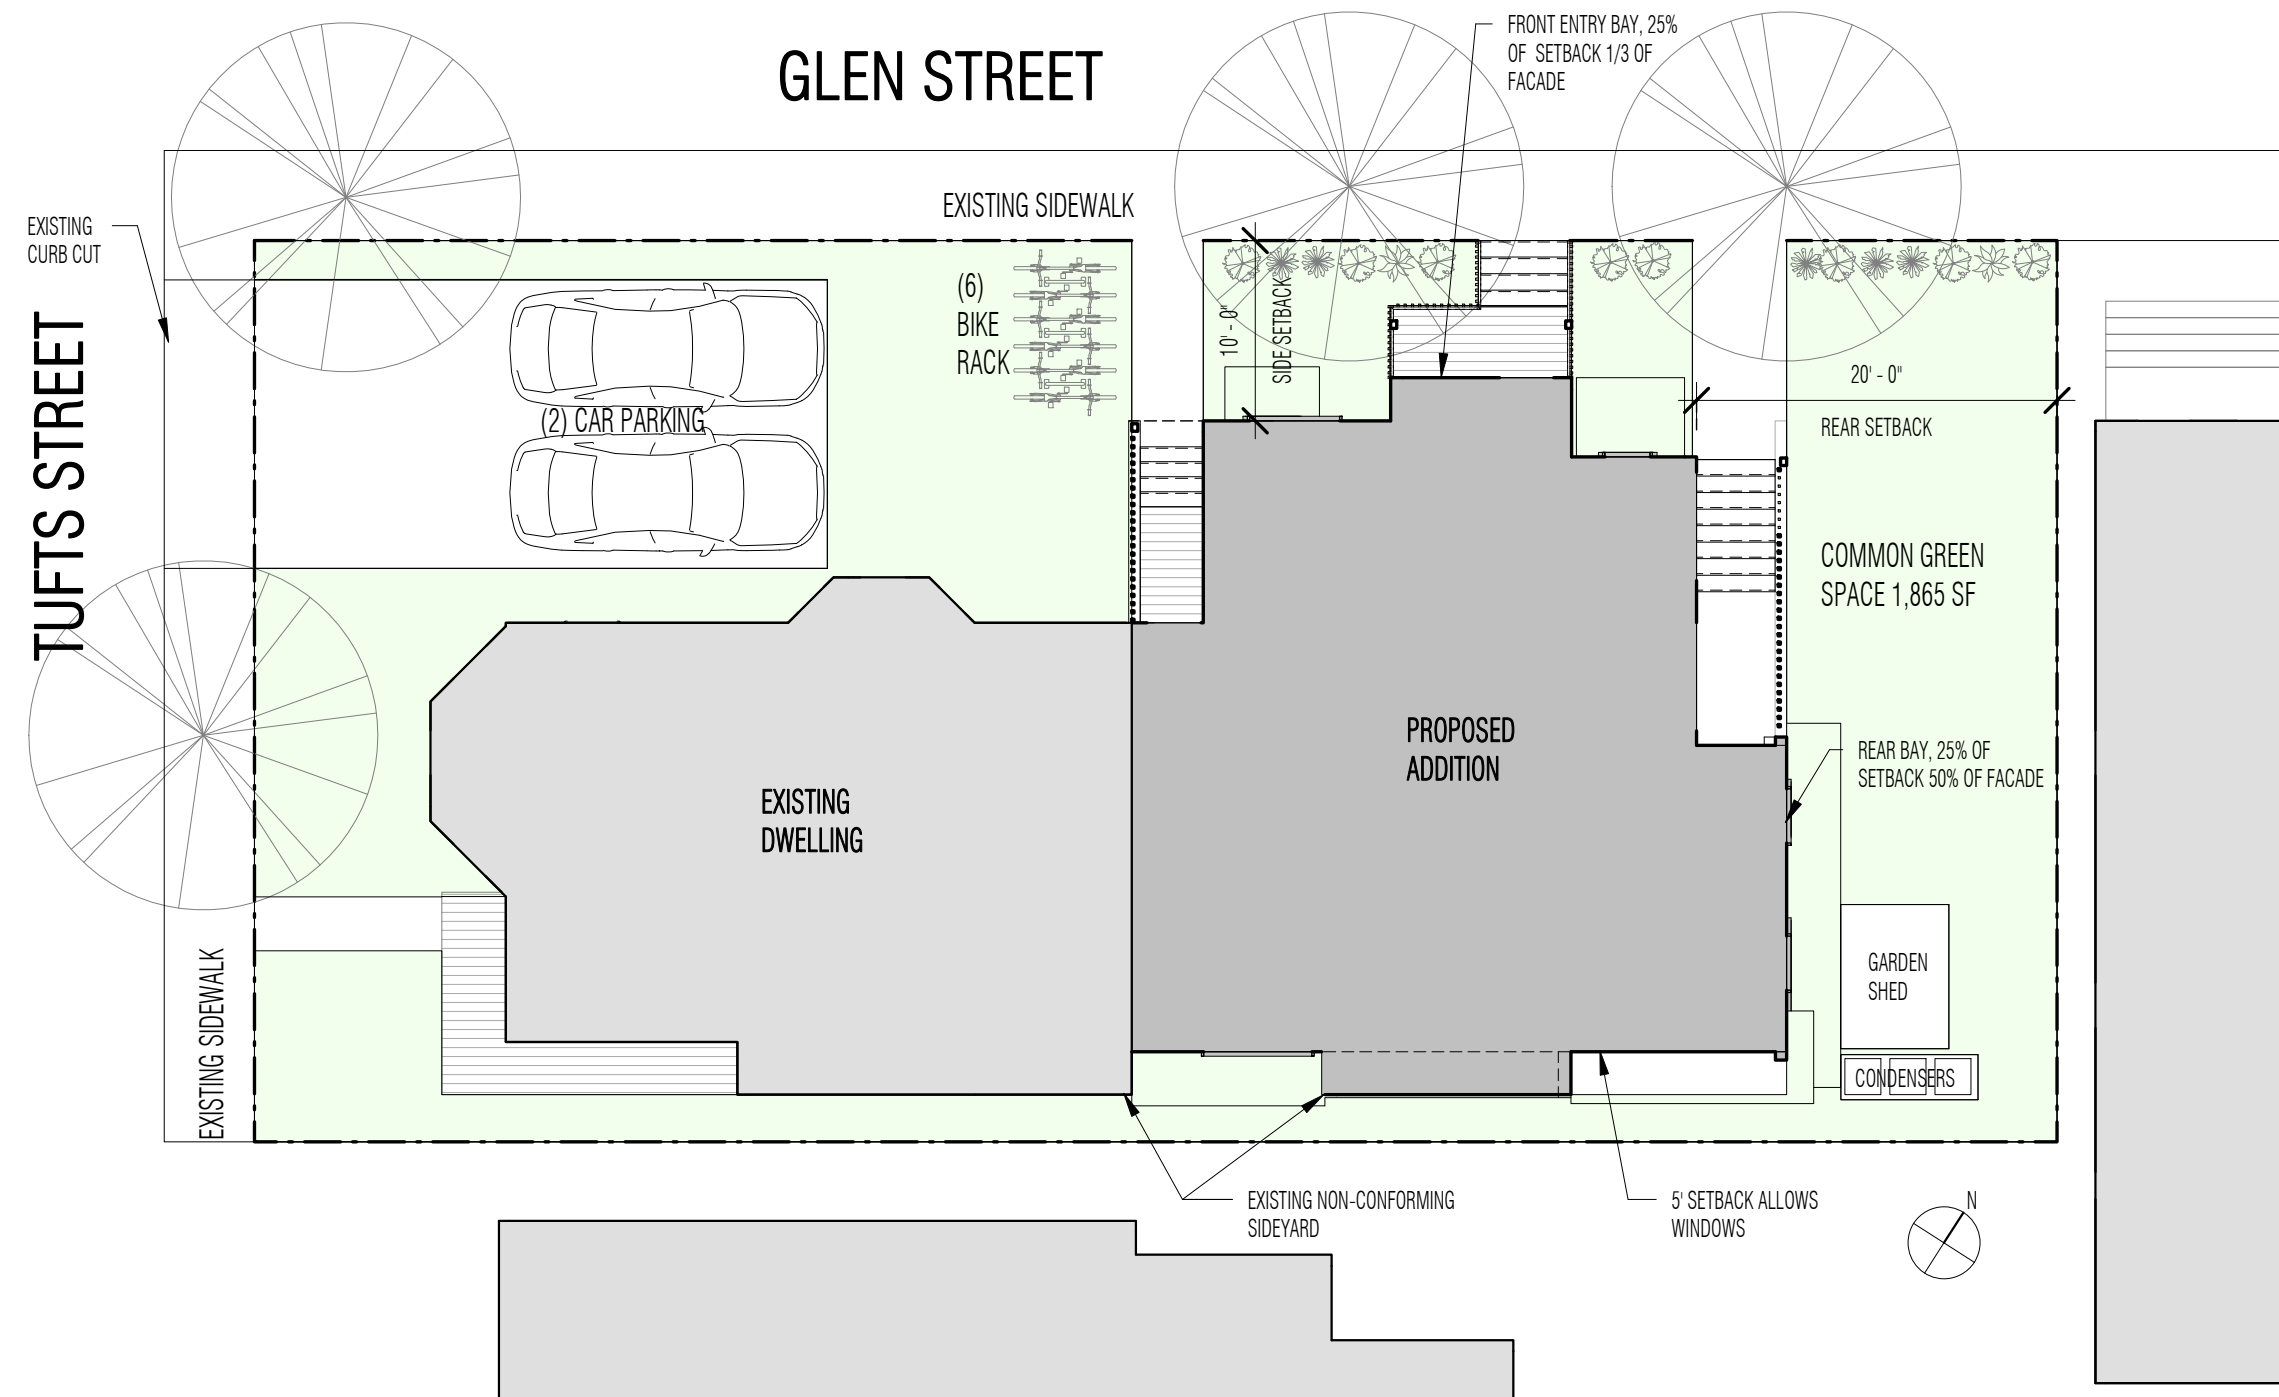 GLEN STREET
FRONT ENTRY BAY, 25%
OF SETBACK 1/3 OF
FACADE
EXISTING SIDEWALK
EXISTING
CURB CUT
TUFTS STREET
(6)
BIKE
RACK
(2) CAR PARKING
10' - 0"
SIDE SETBACK
20' - 0"
REAR SETBACK
COMMON GREEN
SPACE 1,865 SF
PROPOSED
ADDITION
REAR BAY, 25% OF
SETBACK 50% OF FACADE
EXISTING
DWELLING
GARDEN
SHED
EXISTING SIDEWALK
CONDENSERS
EXISTING NON-CONFORMING
SIDEYARD
5' SETBACK ALLOWS
WINDOWS
N